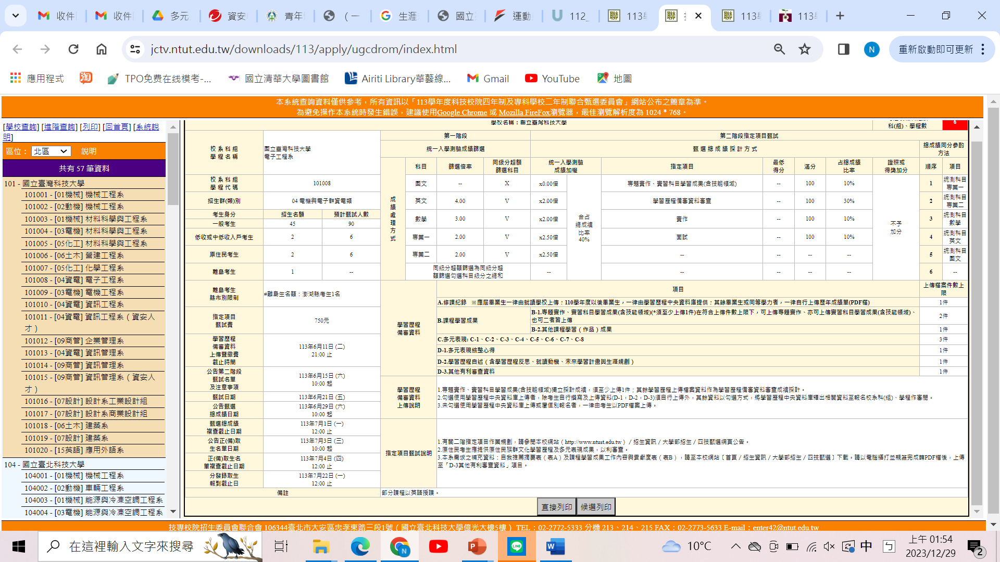 收件
收件
多元
資安
青年
（ 一
生涯
國立
運動
112_
113
113
113
jctv.ntut.edu.tw/downloads/113/apply/ugcdrom/index.html
N
重新啟動即可更新
應用程式
TPO免费在线模考-...
國立清華大學圖書館
Airiti Library華藝線...
Gmail
YouTube
地圖
本系統查詢資料僅供參考，所有資訊以「113學年度科技校院四年制及專科學校二年制聯合甄選委員會」網站公布之簡章為準。
為避免操作本系統時發生錯誤，建議使用Google Chrome 或 Mozilla FireFox瀏覽器，最佳瀏覽解析度為 1024 * 768。
[學校查詢] [進階查詢] [列印] [回首頁] [系統說
明]
區位： 北區 說明
共有 57 筆資料
101 - 國立臺灣科技大學
101001 - [01機械] 機械工程系
101002 - [02動機] 機械工程系
101003 - [01機械] 材料科學與工程系
101004 - [03電機] 材料科學與工程系
101005 - [05化工] 材料科學與工程系
101006 - [06土木] 營建工程系
101007 - [05化工] 化學工程系
101008 - [04資電] 電子工程系
101009 - [03電機] 電機工程系
101010 - [04資電] 資訊工程系
101011 - [04資電] 資訊工程系（資安人
才）
101012 - [09商管] 企業管理系
101013 - [04資電] 資訊管理系
101014 - [09商管] 資訊管理系
101015 - [09商管] 資訊管理系（資安人
才）
101016 - [07設計] 設計系工業設計組
101017 - [07設計] 設計系商業設計組
101018 - [06土木] 建築系
101019 - [07設計] 建築系
101020 - [15英語] 應用外語系
104 - 國立臺北科技大學
104001 - [01機械] 機械工程系
104002 - [02動機] 車輛工程系
104003 - [01機械] 能源與冷凍空調工程系
104004 - [03電機] 能源與冷凍空調工程系
學校名稱：國立臺灣科技大學
科(組)、學程數
6
校 系 科 組
學 程 名 稱
國立臺灣科技大學
電子工程系
第一階段
第二階段指定項目甄試
統一入學測驗成績篩選
甄 選 總 成 績 採 計 方 式
總成績同分參酌
方法
成績處理方式
科目
篩選倍率
同級分超額
篩選科目
統一入學測驗
成績加權
指定項目
最低
得分
滿分
占總成績
比率
證照或
得獎加分
順序
項目
校 系 科 組
學 程 代 碼
101008
國文 -- X x0.00倍 專題實作、實習科目學習成果(含技能領域) -- 100 10% 1 統測科目
專業一
招生群(類)別
04 電機與電子群資電類
英文 4.00 V x2.00倍 學習歷程備審資料審查 -- 100 30% 2 統測科目
專業二
考生身分 招生名額 預計甄試人數
一般考生 45 90
數學 3.00 V x2.00倍 實作 -- 100 10% 3 統測科目
數學
合占
總成績
比率
40%
不予
加分
低收或中低收入戶考生 2 6
專業一 2.00 V x2.50倍 面試 -- 100 10% 4 統測科目
英文
原住民考生 2 6
專業二 2.00 V x2.50倍 -- -- -- -- 5 統測科目
國文
離島考生 1 --
同級分超額篩選為同級分超
額篩選勾選科目級分之總和
-- -- -- -- -- 6 --
離島考生
縣市別限制
#離島生名額：澎湖縣考生1名
學習歷程
備審資料
項目
上傳檔案件數上
限
A.修課紀錄 ※應屆畢業生一律由就讀學校上傳：110學年度以後畢業生，一律由學習歷程中央資料庫提供：其餘畢業生或同等學力者，一律自行上傳歷年成績單(PDF檔) 1件
指定項目
甄試費
750元
B.課程學習成果
B-1.專題實作、實習科目學習成果(含技能領域)(*須至少上傳1件)在符合上傳件數上限下，可上傳專題實作、亦可上傳實習科目學習成果(含技能領域)、
也可二者皆上傳
2件
B-2.其他課程學習（作品）成果 1件
學習歷程
備審資料
上傳暨繳費
截止時間
113年6月11日 (二)
21:00 止
C.多元表現: C-1、C-2、C-3、C-4、C-5、C-6、C-7、C-8 3件
D-1.多元表現綜整心得 1件
D-2.學習歷程自述（含學習歷程反思、就讀動機、未來學習計畫與生涯規劃） 1件
D-3.其他有利審查資料 1件
公告第二階段
甄試名單
及注意事項
113年6月15日 (六)
10:00 起
甄試日期
113年6月21日 (五)
公告甄選
總成績日期
113年6月29日 (六)
10:00 起
學習歷程
備審資料
上傳說明
1.專題實作、實習科目學習成果(含技能領域)獨立採計成績，須至少上傳1件；其餘學習歷程上傳檔案資料作為學習歷程備審資料審查成績採計。
2.勾選使用學習歷程中央資料庫上傳者，除考生自行撰寫及上傳資料(D-1，D-2，D-3)須自行上傳外，其餘資料以勾選方式，將學習歷程中央資料庫釋出相關資料至報名校系科(組)、學程作審閱。
3.未勾選使用學習歷程中央資料庫上傳或屬個別報名者，一律由考生以PDF檔案上傳。
甄選總成績
複查截止日期
113年7月1日 (一)
12:00 止
公告正(備)取
生名單日期
113年7月3日 (三)
10:00 起
正(備)取生名
單複查截止日期
113年7月4日 (四)
12:00 止
分發錄取生
報到截止日
113年7月22日 (一)
12:00 止
指定項目甄試說明
1.有關二階指定項目作業規劃，請參閱本校網站（http://www.ntust.edu.tw）／招生資訊／大學部招生／四技甄選網頁公告。
2.原住民考生應提供原住民族群文化學習歷程及多元表現成果，以利審查。
3.本系需求之補充資料：自我推薦摘要表（表A）及課程學習成果工作內容與貢獻度表（表B），請至本校網站〔首頁／招生資訊／大學部招生／四技甄選〕下載。請以電腦繕打並親簽完成轉PDF檔後，上傳
至「D-3其他有利審查資料」項目。
備註
部分課程以英語授課。
直接列印 候選列印
技專校院招生委員會聯合會 106344臺北市大安區忠孝東路三段1號（國立臺北科技大學億光大樓5樓） TEL：02-2772-5333 分機 213、214、215 FAX：02-2773-5633 E-mail：enter42@ntut.edu.tw
在這裡輸入文字來搜尋
10°C
中
ㄅ
上午 01:54
2023/12/29
2